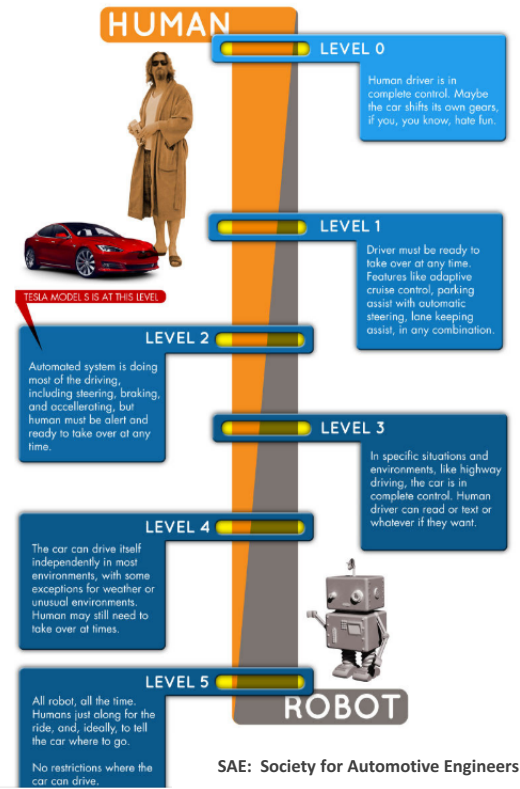 HUMAN
LEVEL 0
Human driver is in
complete control. Maybe
the car shifts its own gears,
if you, you know, hate fun.
LEVEL 1
Driver must be ready to
take over at any time.
Features like adaptive
cruise control, parking
assist with automatic
steering, lane keeping
assist, in any combination.
TESLA MODEL S IS AT THIS LEVEL
LEVEL 2
Automated system is doing
most of the driving,
including steering, braking,
and accellerating, but
human must be alert and
ready to take over at any
time.
LEVEL 3
In specific situations and
environments, like highway
driving, the car is in
complete control. Human
driver can read or text or
whatever if they want.
LEVEL 4
The car can drive itself
independently in most
environments, with some
exceptions for weather or
unusual environments.
Human may still need to
take over at times.
LEVEL 5
All robot, all the time.
Humans just along for the
ride, and, ideally, to tell
the car where to go.
No restrictions where the
car can drive.
ROBOT
SAE: Society for Automotive Engineers